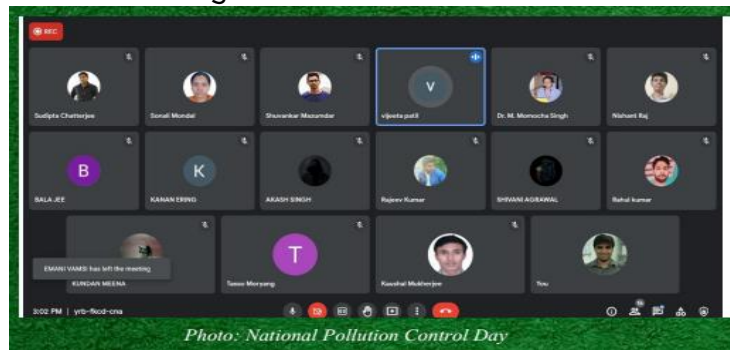 REC
Sudipta Chatterjee
Sonali Mondal
Shuvankar Mazumdar
V
vijeeta patil
Dr. M. Momocha Singh
Nishant Raj
B
BALA JEE
K
KANAN ERING
AKASH SINGH
Rajeev Kumar
SHIVANI AGRAWAL
Rahul kumar
EMANI VAMSI has left the meeting
KUNDAN MEENA
T
Tassu Moryang
Kaushal Mukherjee
You
3:02 PM | yrb-fkcd-cna
Photo: National Pollution Control Day